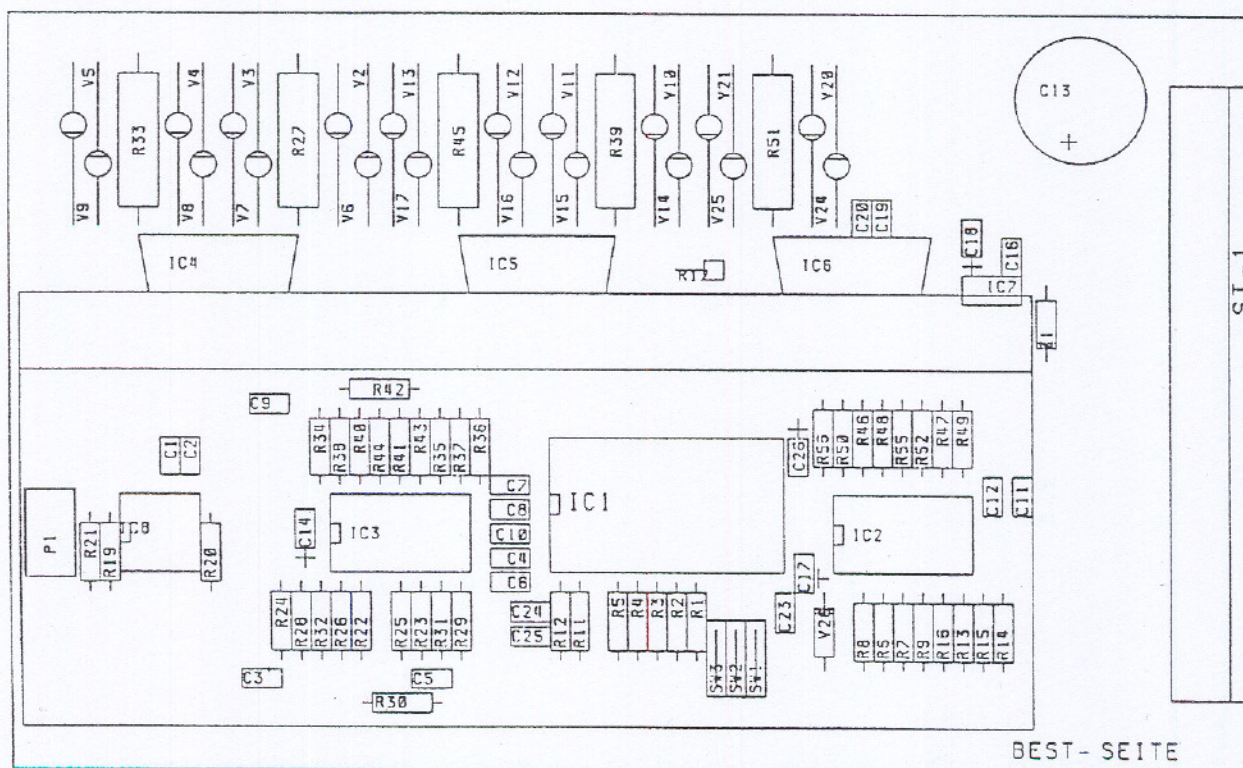 V5 V4 V3 V2 V13 V12 V11 V10 V21 V20
R33 R27 R45 R39 R51
C13
+
V9 V8 V7 V6 V17 V16 V15 V14 V25 V24
C20 C19 C18 C16
IC4 IC5 IC6 IC7
+
1-15
R42
C9
R34 R38 R40 R44 R41 R43 R35 R37 R36
R50 R46 R48 R55 R52 R47 R49
+
C1 C2
C7
C8
C10
C4
C6
C12 C11
P1 R21 R19 R20
C14 IC3 IC1 IC2
+
C17
+
C23 V26
R24 R28 R32 R26 R22 R25 R23 R31 R29
C24
C25
R12 R11
R5 R4 R3 R2 R1
SW3 SW2 SW1
R8 R7 R9 R16 R13 R15 R14
C3 C5
R30
BEST-SEITE